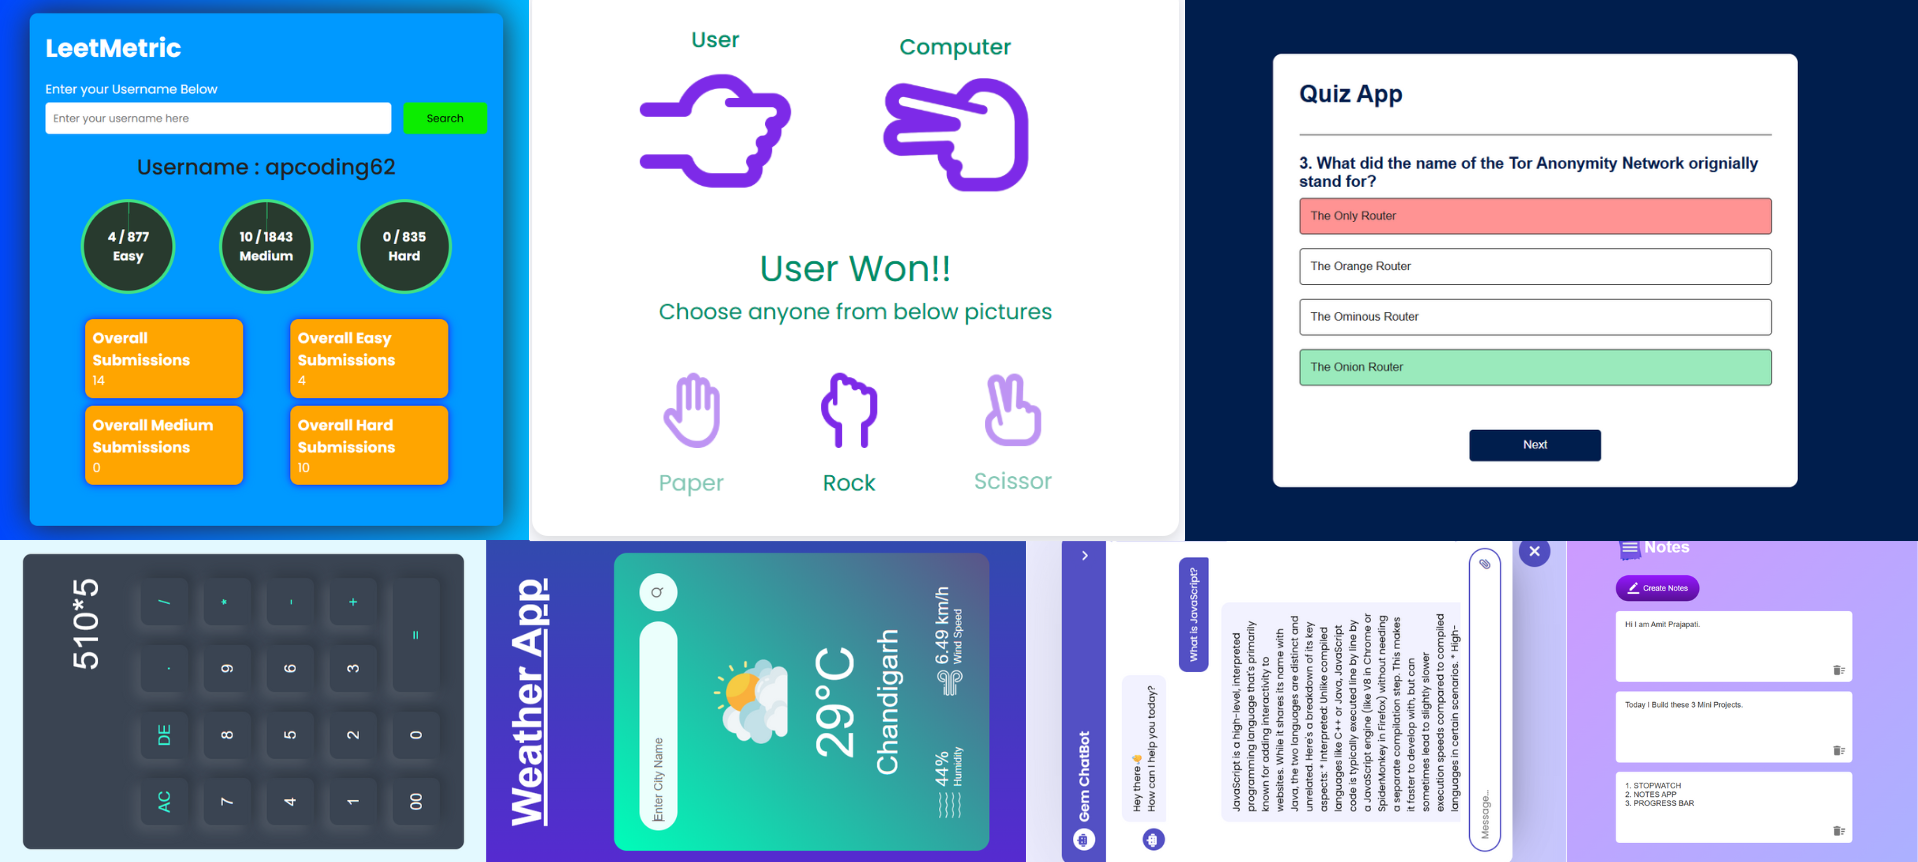 LeetMetric
Enter your Username Below
Enter your username here
Search
Username : apcoding62
4 / 877
Easy
10 / 1843
Medium
0 / 835
Hard
Overall
Submissions
14
Overall Easy
Submissions
4
Overall Medium
Submissions
0
Overall Hard
Submissions
10
User
Computer
User Won!!
Choose anyone from below pictures
Paper
Rock
Scissor
Quiz App
3. What did the name of the Tor Anonymity Network orignially
stand for?
The Only Router
The Orange Router
The Ominous Router
The Onion Router
Next
510*5
AC
DE
.
/
7
8
9
*
4
5
6
-
1
2
3
+
00
0
=
Weather App
Enter City Name
29°C
Chandigarh
44%
Humidity
6.49 km/h
Wind Speed
Gem ChatBot
Hey there
How can I help you today?
What is JavaScript?
JavaScript is a high-level, interpreted
programming language that's primarily
known for adding interactivity to
websites. While it shares its name with
Java, the two languages are distinct and
unrelated. Here's a breakdown of its key
aspects: * Interpreted: Unlike compiled
languages like C++ or Java, JavaScript
code is typically executed line by line by
a JavaScript engine (like V8 in Chrome or
SpiderMonkey in Firefox) without needing
a separate compilation step. This makes
it faster to develop with, but can
sometimes lead to slightly slower
execution speeds compared to compiled
languages in certain scenarios. * High-
Message...
Notes
Create Notes
Hi I am Amit Prajapati.
Today I Build these 3 Mini Projects.
1. STOPWATCH
2. NOTES APP
3. PROGRESS BAR